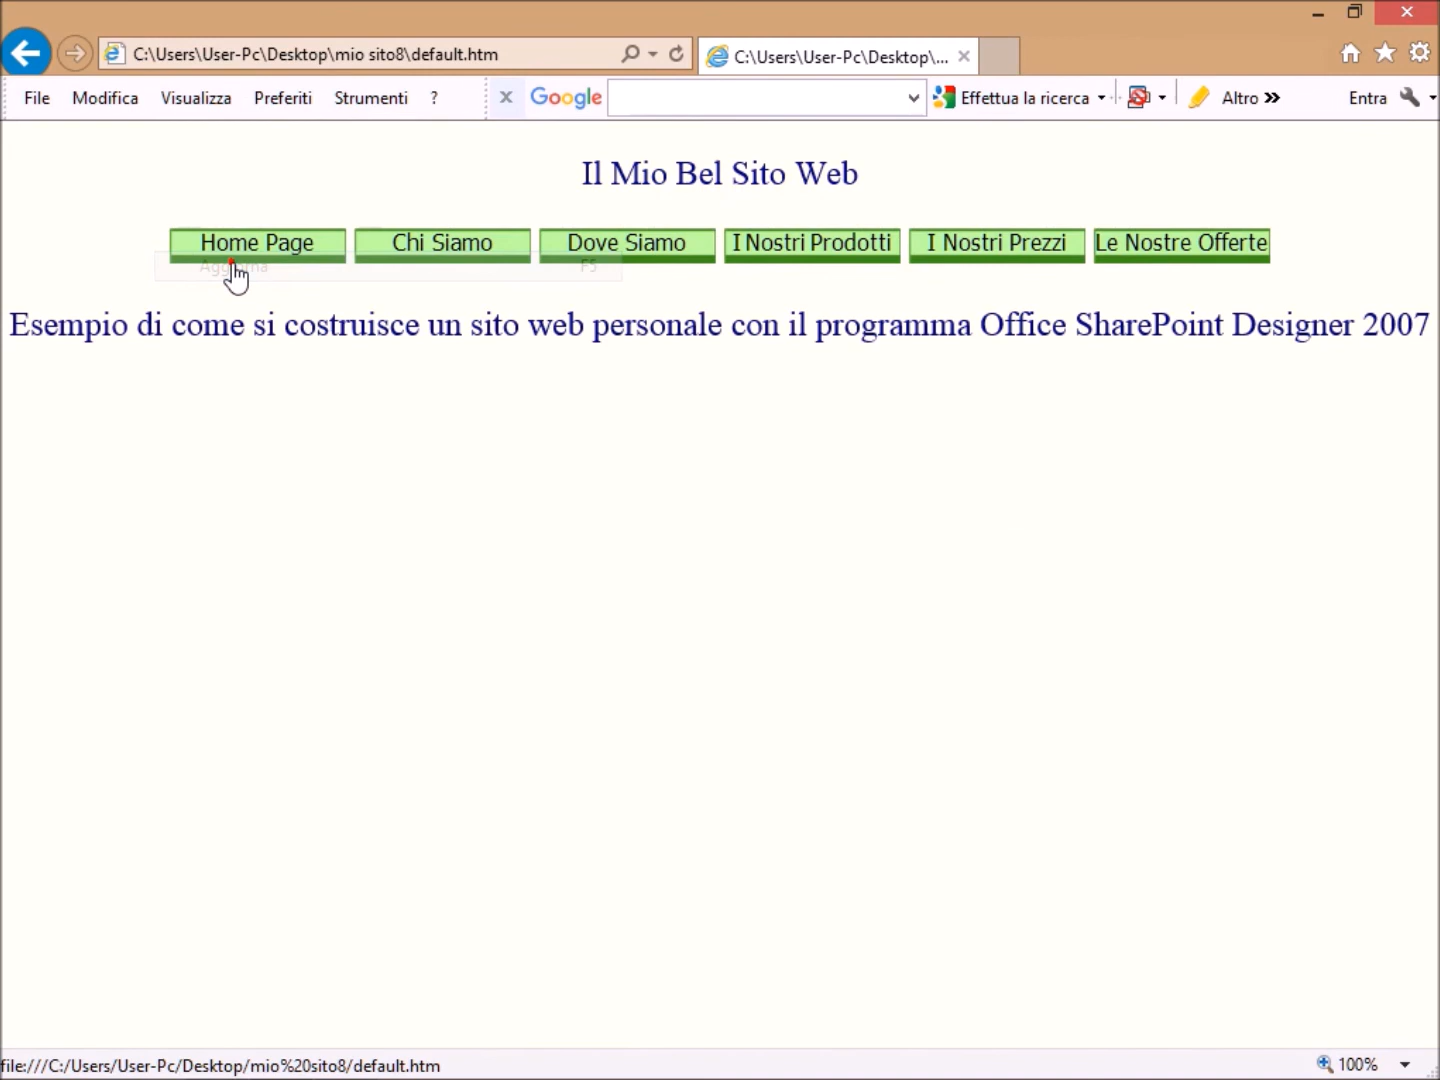 C:\Users\User-Pc\Desktop\mio sito8\default.htm
C:\Users\User-Pc\Desktop\...
File Modifica Visualizza Preferiti Strumenti ? x Google Effettua la ricerca Altro » Entra
Il Mio Bel Sito Web
Home Page Chi Siamo Dove Siamo I Nostri Prodotti I Nostri Prezzi Le Nostre Offerte
Aggiorna F5
Esempio di come si costruisce un sito web personale con il programma Office SharePoint Designer 2007
file:///C:/Users/User-Pc/Desktop/mio%20sito8/default.htm 100%